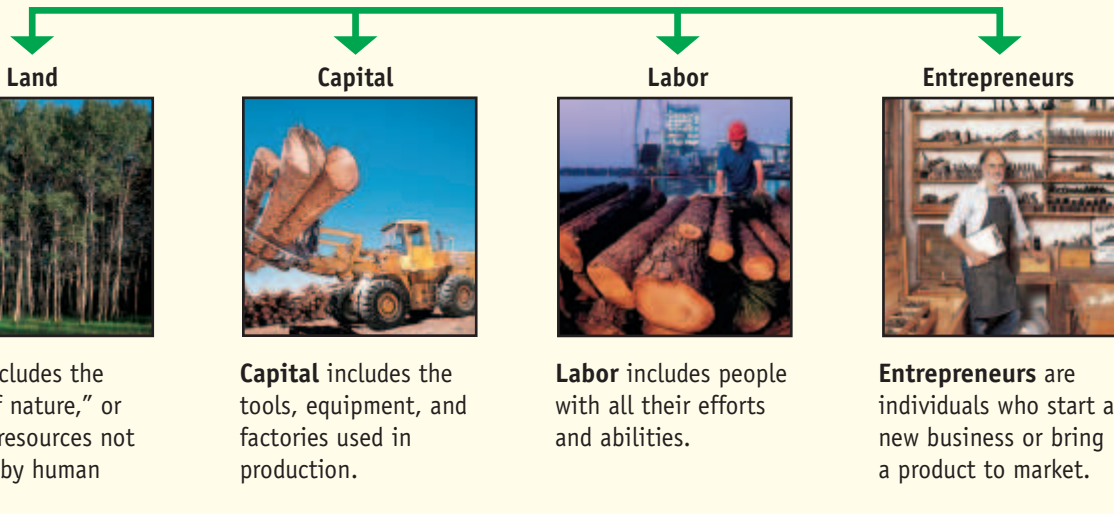 Land
Capital
Labor
Entrepreneurs
cludes the
f nature,” or
resources not
by human
Capital includes the
tools, equipment, and
factories used in
production.
Labor includes people
with all their efforts
and abilities.
Entrepreneurs are
individuals who start a
new business or bring
a product to market.